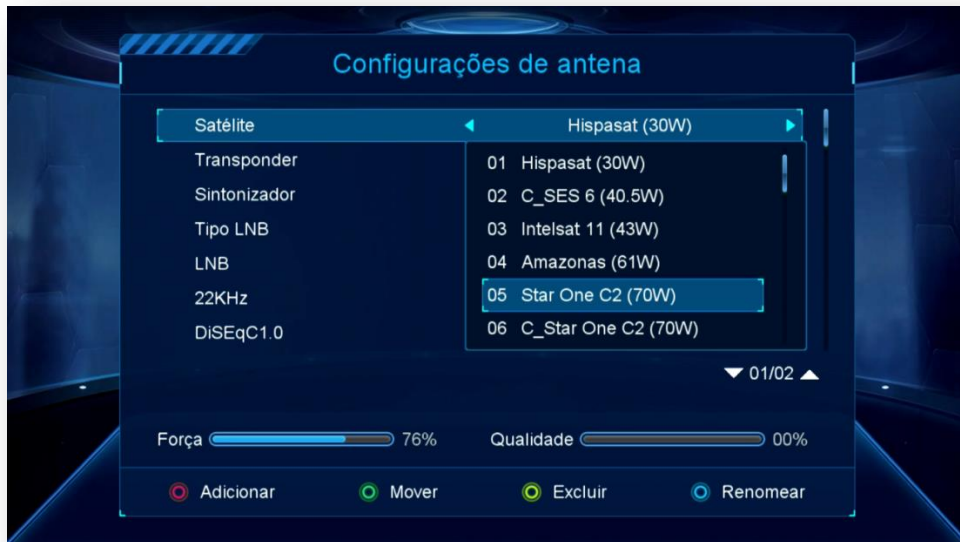 Configurações de antena
Satélite Hispasat (30W)
Transponder 01 Hispasat (30W)
Sintonizador 02 C_SES 6 (40.5W)
Tipo LNB 03 Intelsat 11 (43W)
LNB 04 Amazonas (61W)
22KHz 05 Star One C2 (70W)
DiSEqC1.0 06 C_Star One C2 (70W)
01/02
Força 76% Qualidade 00%
Adicionar Mover Excluir Renomear